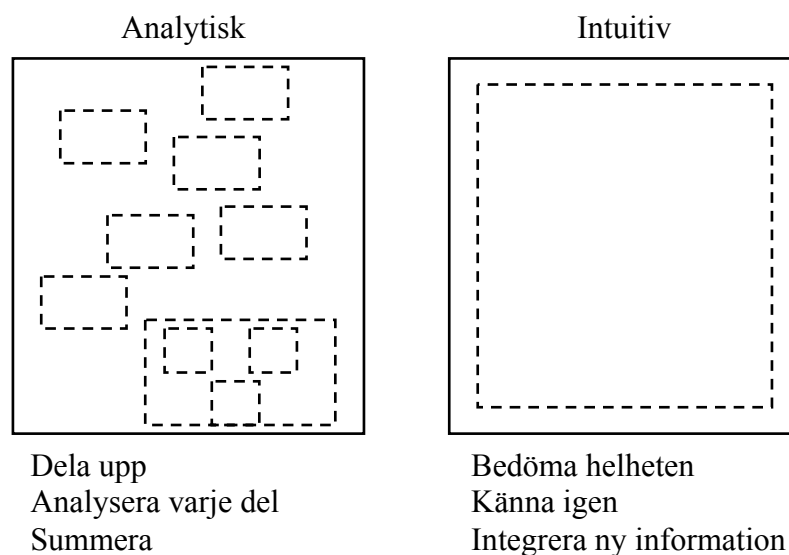 Analytisk
Intuitiv
Dela upp
Analysera varje del
Summera
Bedöma helheten
Känna igen
Integrera ny information